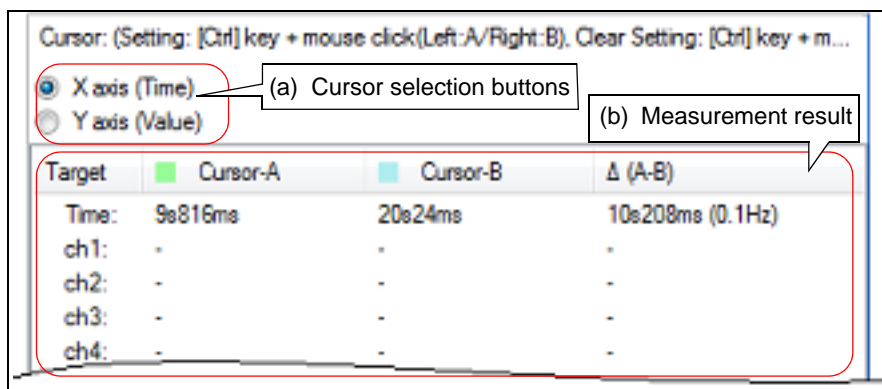 Cursor: (Setting: [Ctrl] key + mouse click(Left:A/Right:B), Clear Setting: [Ctrl] key + m...
X axis (Time)
(a) Cursor selection buttons
Y axis (Value)
(b) Measurement result
Target Cursor-A Cursor-B Δ (A-B)
Time: 9s816ms 20s24ms 10s208ms (0.1Hz)
ch1: - - -
ch2: - - -
ch3: - - -
ch4: - - -